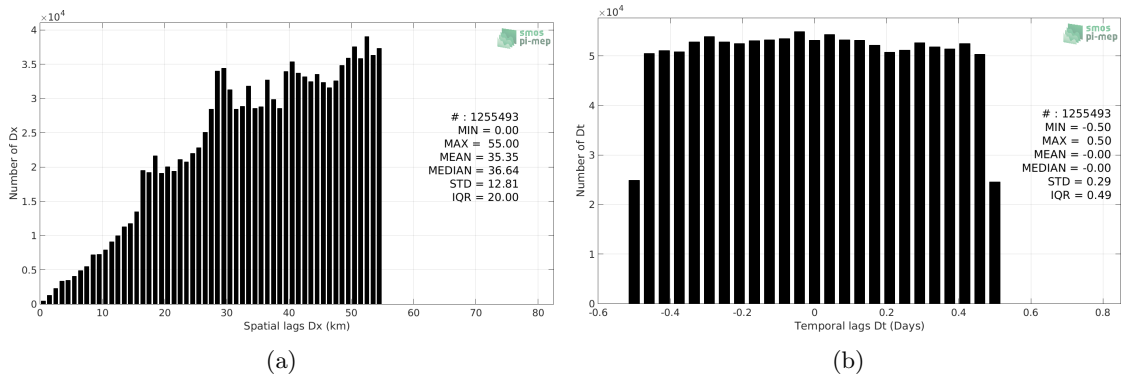 ×10⁴
4
3.5
3
2.5
2
1.5
1
0.5
0
Number of Dx
0 10 20 30 40 50 60 70 80
Spatial lags Dx (km)
smos
pi-mep
# : 1255493
MIN = 0.00
MAX = 55.00
MEAN = 35.35
MEDIAN = 36.64
STD = 12.81
IQR = 20.00
(a)
×10⁴
5
4
3
2
1
0
Number of Dt
-0.6 -0.4 -0.2 0 0.2 0.4 0.6 0.8
Temporal lags Dt (Days)
smos
pi-mep
# : 1255493
MIN = -0.50
MAX = 0.50
MEAN = -0.00
MEDIAN = -0.00
STD = 0.29
IQR = 0.49
(b)